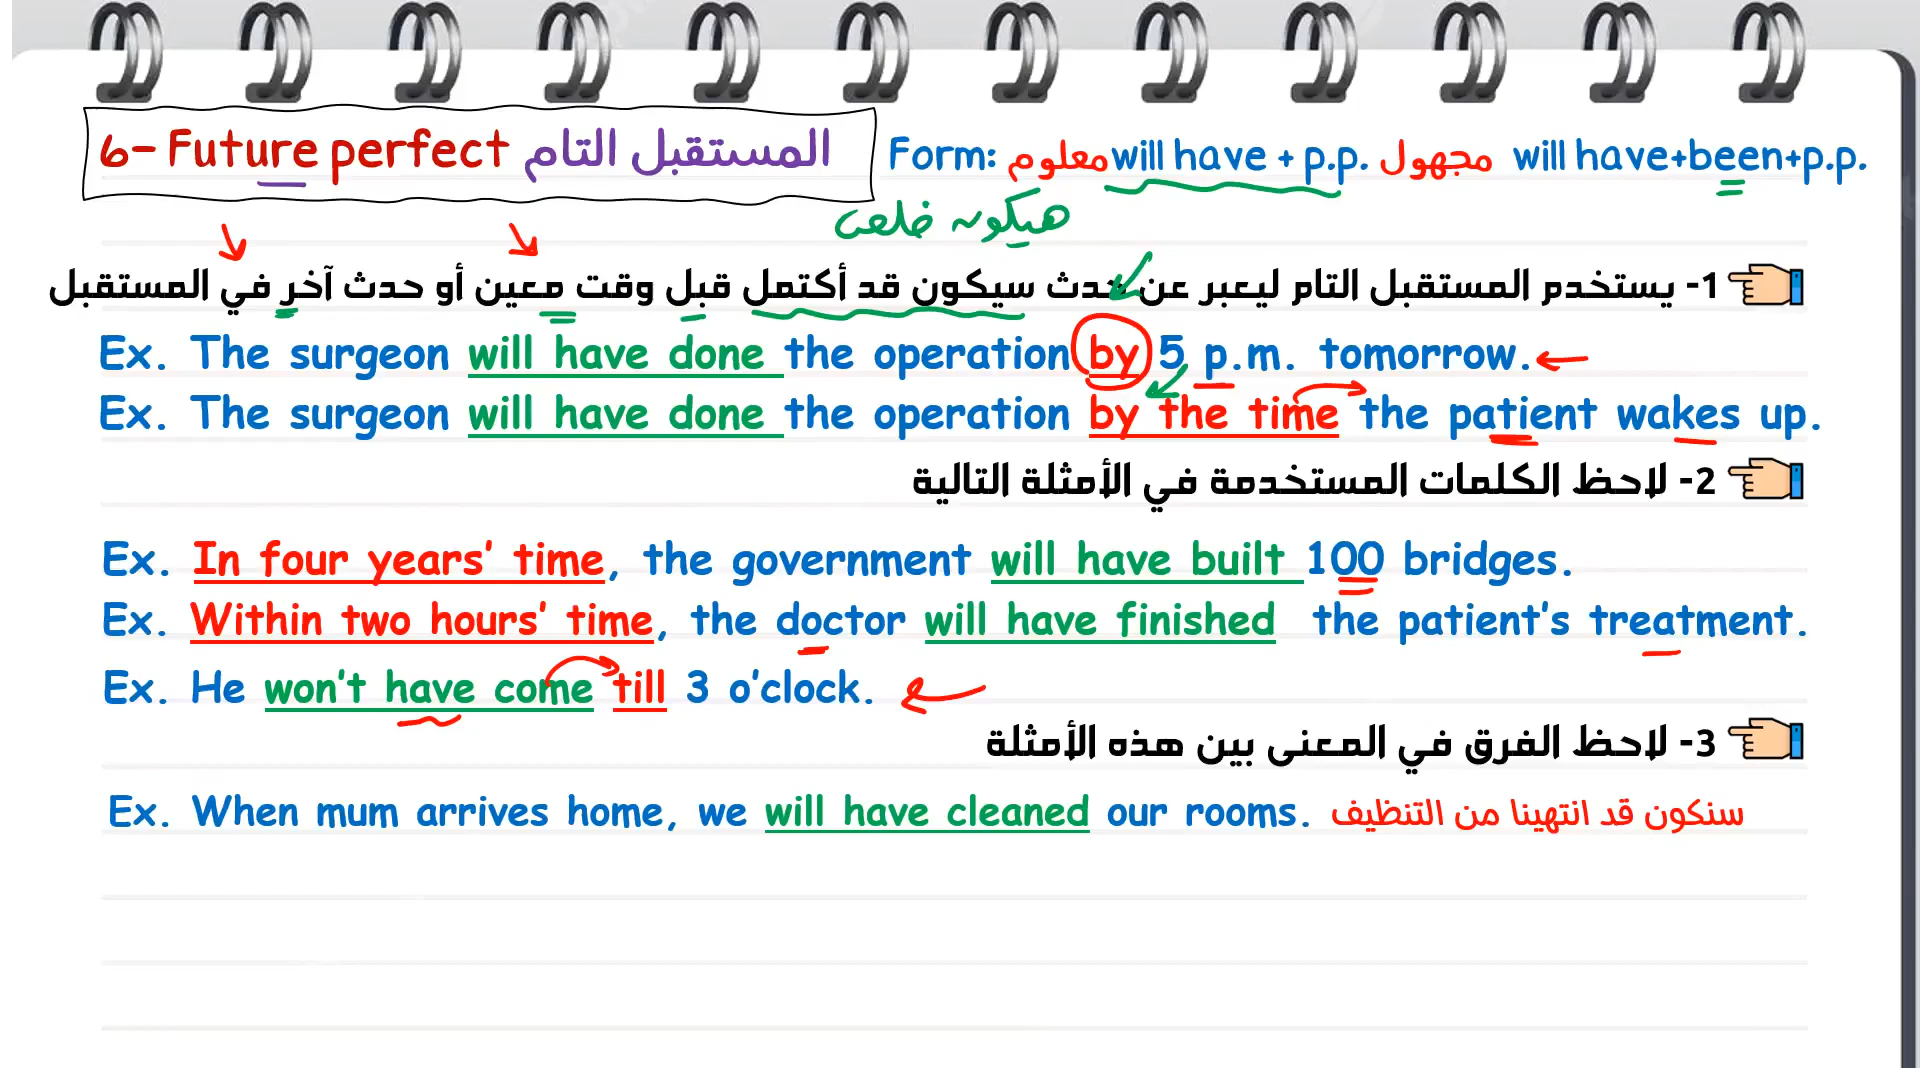 6- Future perfect المستقبل التام
Form: معلوم will have + p.p. مجهول will have+been+p.p.
هيكون خلص
1- يستخدم المستقبل التام ليعبر عن حدث سيكون قد أكتمل قبل وقت معين أو حدث آخر في المستقبل
Ex. The surgeon will have done the operation by 5 p.m. tomorrow.
Ex. The surgeon will have done the operation by the time the patient wakes up.
2- لاحظ الكلمات المستخدمة في الأمثلة التالية
Ex. In four years' time, the government will have built 100 bridges.
Ex. Within two hours' time, the doctor will have finished the patient's treatment.
Ex. He won't have come till 3 o'clock.
3- لاحظ الفرق في المعنى بين هذه الأمثلة
Ex. When mum arrives home, we will have cleaned our rooms. سنكون قد انتهينا من التنظيف